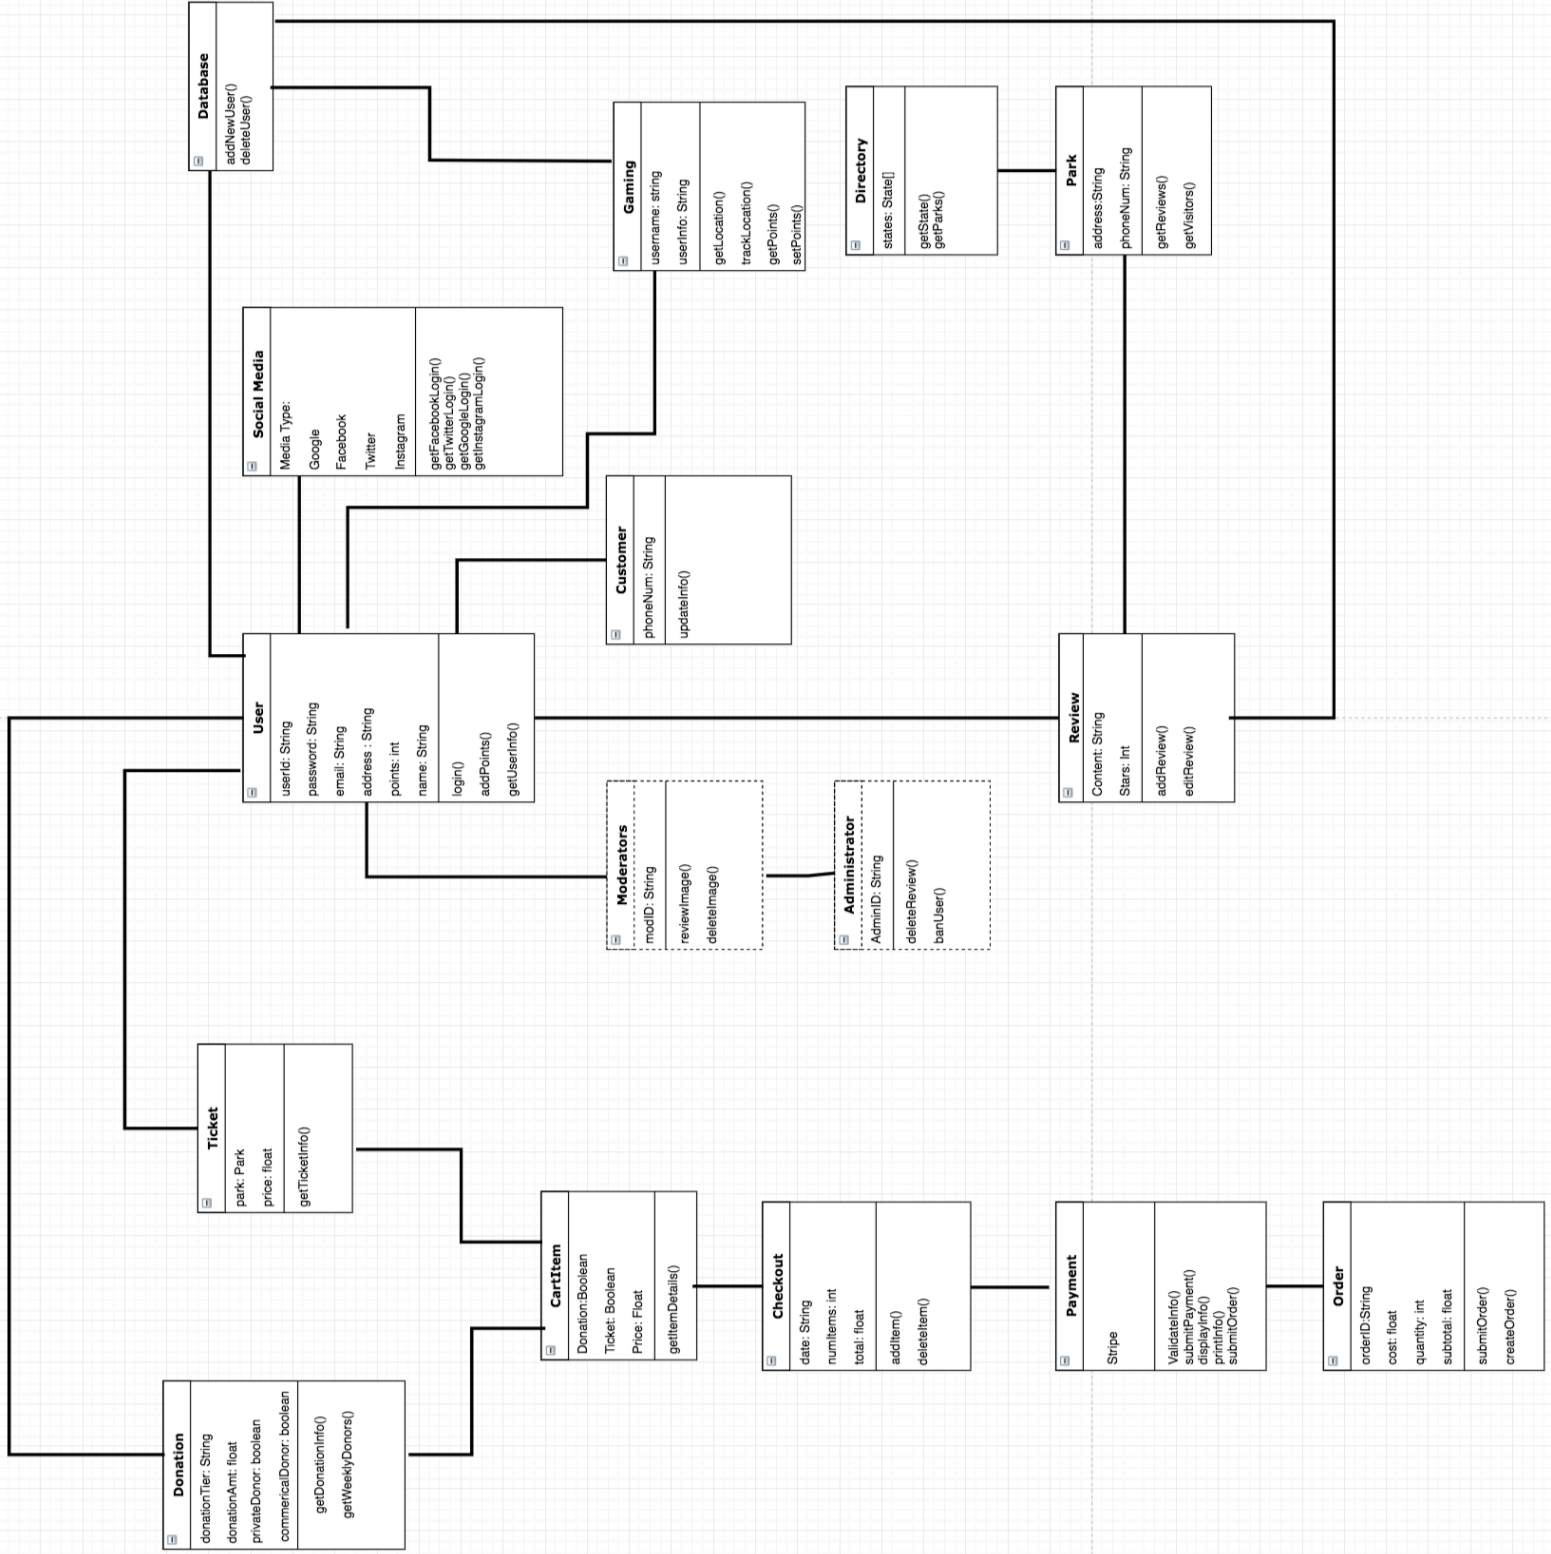 Donation
donationTier: String
donationAmt: float
privateDonor: boolean
commericalDonor: boolean
getDonationInfo()
getWeeklyDonors()
Ticket
park: Park
price: float
getTicketInfo()
User
userId: String
password: String
email: String
address : String
points: int
name: String
login()
addPoints()
getUserInfo()
Social Media
Media Type:
Google
Facebook
Twitter
Instagram
getFacebookLogin()
getTwitterLogin()
getGoogleLogin()
getInstagramLogin()
Database
addNewUser()
deleteUser()
CartItem
Donation:Boolean
Ticket: Boolean
Price: Float
getItemDetails()
Moderators
modID: String
reviewImage()
deleteImage()
Customer
phoneNum: String
updateInfo()
Gaming
username: string
userInfo: String
getLocation()
trackLocation()
getPoints()
setPoints()
Checkout
date: String
numItems: int
total: float
addItem()
deleteItem()
Administrator
AdminID: String
deleteReview()
banUser()
Directory
states: State[]
getState()
getParks()
Payment
Stripe
ValidateInfo()
submitPayment()
displayInfo()
printInfo()
submitOrder()
Review
Content: String
Stars: Int
addReview()
editReview()
Park
address:String
phoneNum: String
getReviews()
getVisitors()
Order
orderID:String
cost: float
quantity: int
subtotal: float
submitOrder()
createOrder()